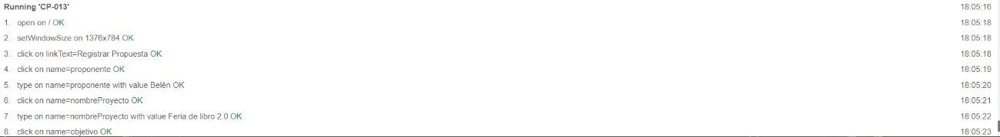 Running 'CP-013' 18:05:16
1. open on / OK 18:05:18
2. setWindowSize on 1376x784 OK 18:05:18
3. click on linkText=Registrar Propuesta OK 18:05:18
4. click on name=proponente OK 18:05:19
5. type on name=proponente with value Belén OK 18:05:20
6. click on name=nombreProyecto OK 18:05:21
7. type on name=nombreProyecto with value Feria de libro 2.0 OK 18:05:22
8. click on name=objetivo OK 18:05:23